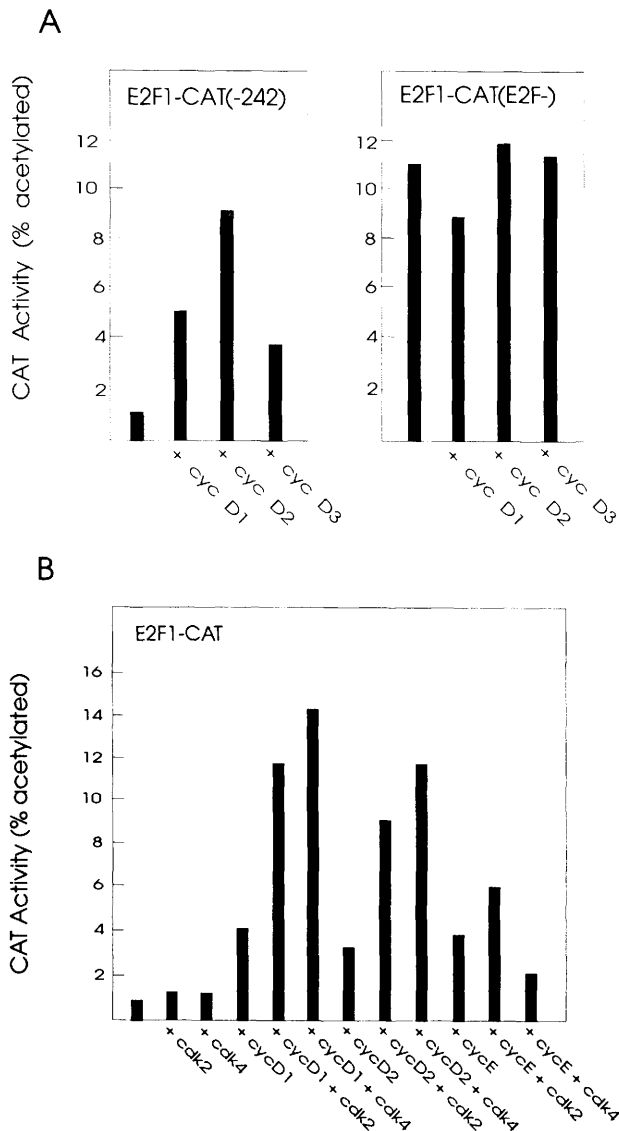 A
E2F1-CAT(-242)
E2F1-CAT(E2F-)
CAT Activity (% acetylated)
12
10
8
6
4
2
12
10
8
6
4
2
+ cyc D1
+ cyc D2
+ cyc D3
+ cyc D1
+ cyc D2
+ cyc D3
B
E2F1-CAT
CAT Activity (% acetylated)
16
14
12
10
8
6
4
2
+ cdk2
+ cdk4
+ cycD1
+ cycD1 + cdk2
+ cycD1 + cdk4
+ cycD2
+ cycD2 + cdk2
+ cycD2 + cdk4
+ cycE
+ cycE + cdk2
+ cycE + cdk4